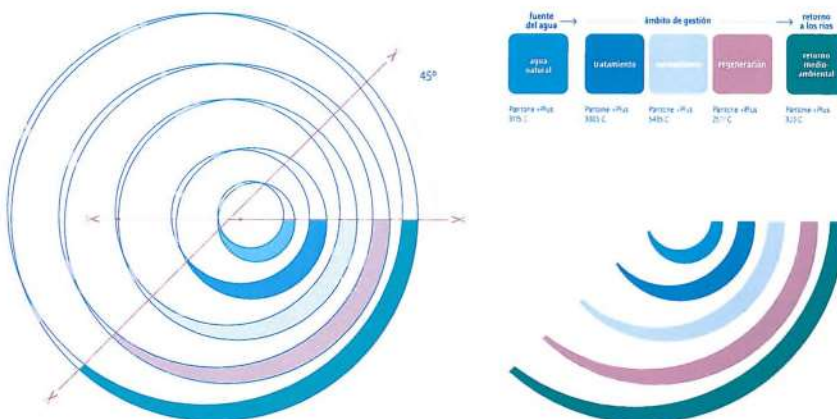 45º
fuente
del agua
ámbito de gestión
retorno
a los ríos
agua
natural
tratamiento
regeneración
retorno
medio-
ambiental
Pantone +Plus
Pantone +Plus
Pantone +Plus
Pantone +Plus
Pantone +Plus